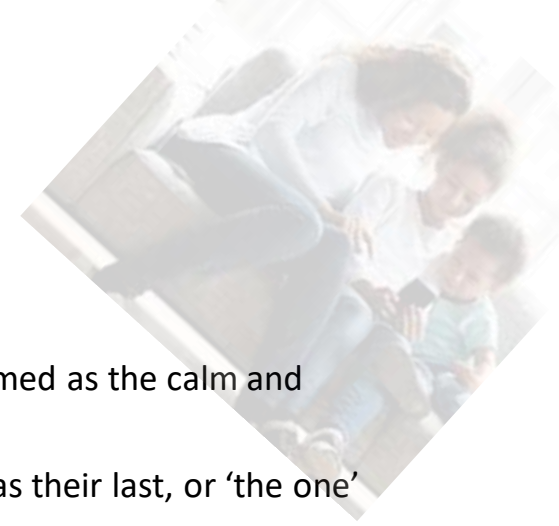 med as the calm and
as their last, or ‘the one’